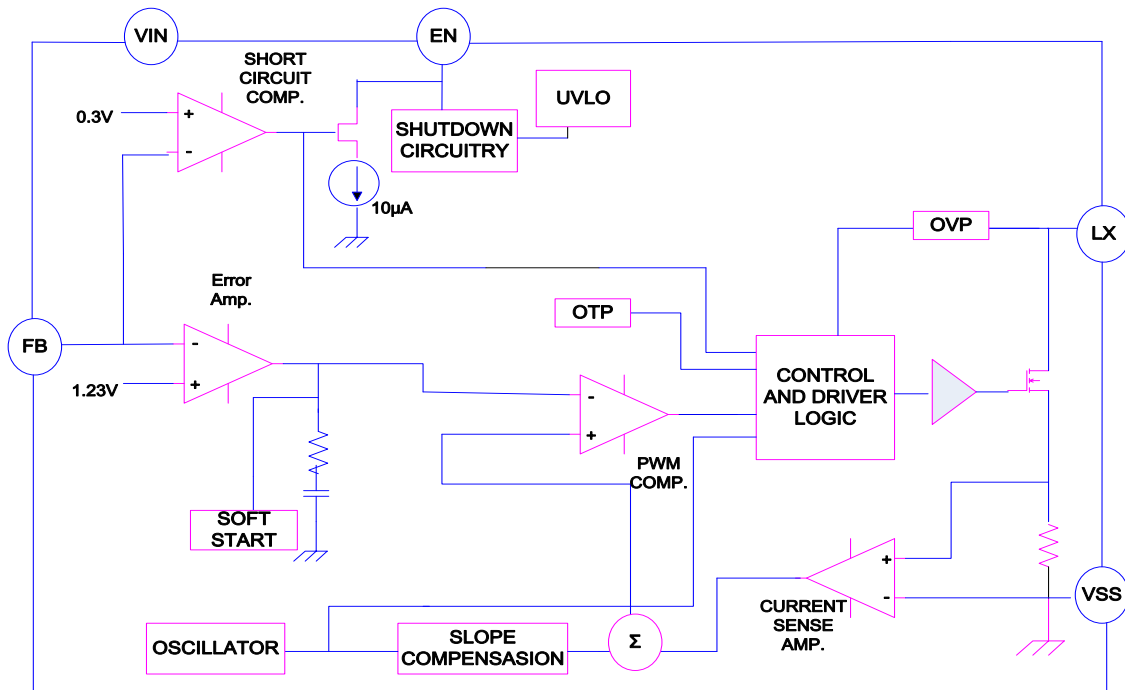 VIN
EN
SHORT
CIRCUIT
COMP.
UVLO
0.3V
+
-
SHUTDOWN
CIRCUITRY
10µA
OVP
LX
Error
Amp.
OTP
FB
-
+
1.23V
CONTROL
AND DRIVER
LOGIC
-
+
PWM
COMP.
SOFT
START
+
-
VSS
CURRENT
SENSE
AMP.
OSCILLATOR
SLOPE
COMPENSASION
Σ